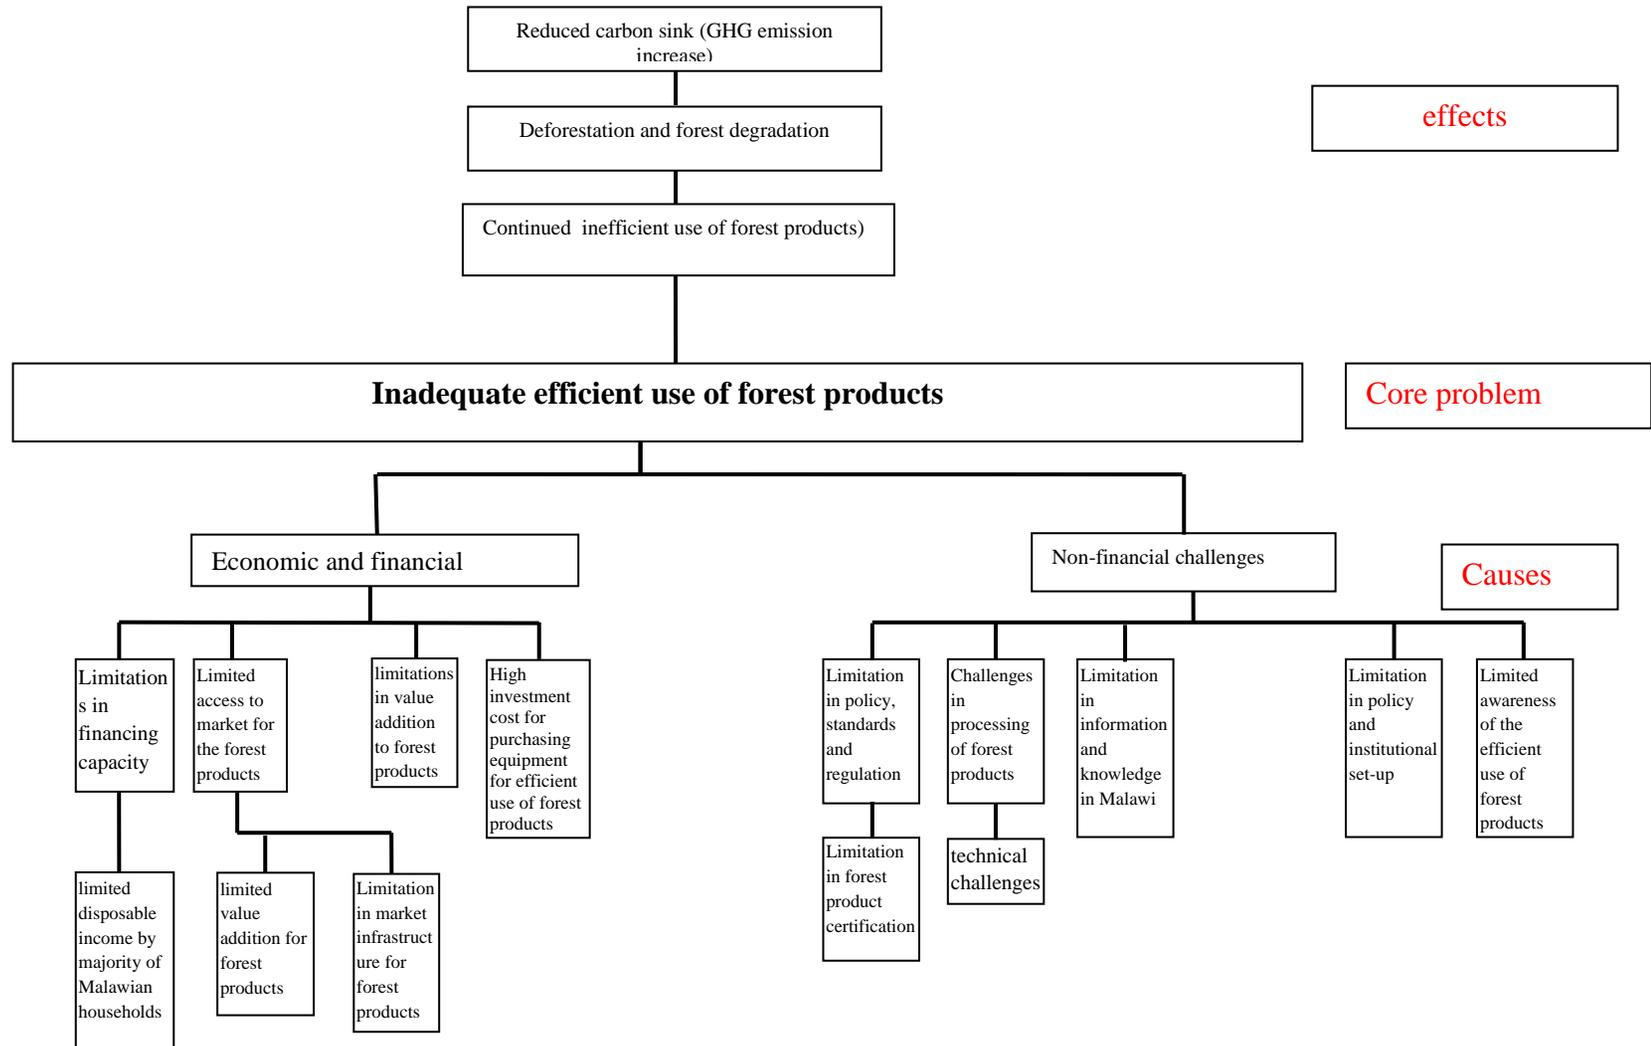 Reduced carbon sink (GHG emission
increase)
effects
Deforestation and forest degradation
Continued inefficient use of forest products)
Inadequate efficient use of forest products
Core problem
Economic and financial
Non-financial challenges
Causes
Limitation
s in
financing
capacity
Limited
access to
market for
the forest
products
limitations
in value
addition
to forest
products
High
investment
cost for
purchasing
equipment
for efficient
use of forest
products
Limitation
in policy,
standards
and
regulation
Challenges
in
processing
of forest
products
Limitation
in
information
and
knowledge
in Malawi
Limitation
in policy
and
institutional
set-up
Limited
awareness
of the
efficient
use of
forest
products
limited
disposable
income by
majority of
Malawian
households
limited
value
addition for
forest
products
Limitation
in market
infrastruct
ure for
forest
products
Limitation
in forest
product
certification
technical
challenges